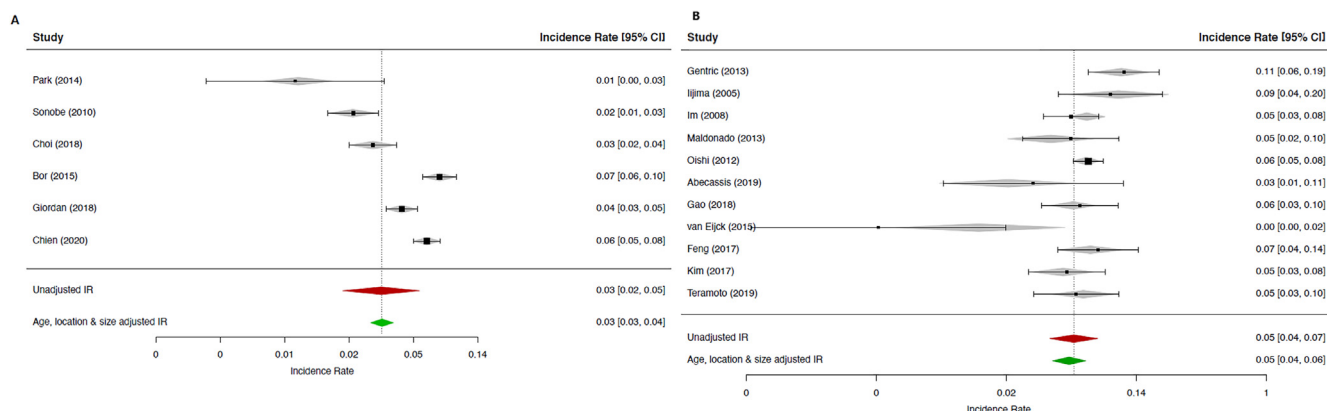 A
Study Incidence Rate [95% CI]
Park (2014) 0.01 [0.00, 0.03]
Sonobe (2010) 0.02 [0.01, 0.03]
Choi (2018) 0.03 [0.02, 0.04]
Bor (2015) 0.07 [0.06, 0.10]
Giordan (2018) 0.04 [0.03, 0.05]
Chien (2020) 0.06 [0.05, 0.08]
Unadjusted IR 0.03 [0.02, 0.05]
Age, location & size adjusted IR 0.03 [0.03, 0.04]
0 0 0.01 0.02 0.05 0.14
Incidence Rate
B
Study Incidence Rate [95% CI]
Gentric (2013) 0.11 [0.06, 0.19]
Iijima (2005) 0.09 [0.04, 0.20]
Im (2008) 0.05 [0.03, 0.08]
Maldonado (2013) 0.05 [0.02, 0.10]
Oishi (2012) 0.06 [0.05, 0.08]
Abecassis (2019) 0.03 [0.01, 0.11]
Gao (2018) 0.06 [0.03, 0.10]
van Eijck (2015) 0.00 [0.00, 0.02]
Feng (2017) 0.07 [0.04, 0.14]
Kim (2017) 0.05 [0.03, 0.08]
Teramoto (2019) 0.05 [0.03, 0.10]
Unadjusted IR 0.05 [0.04, 0.07]
Age, location & size adjusted IR 0.05 [0.04, 0.06]
0 0 0.02 0.14 1
Incidence Rate